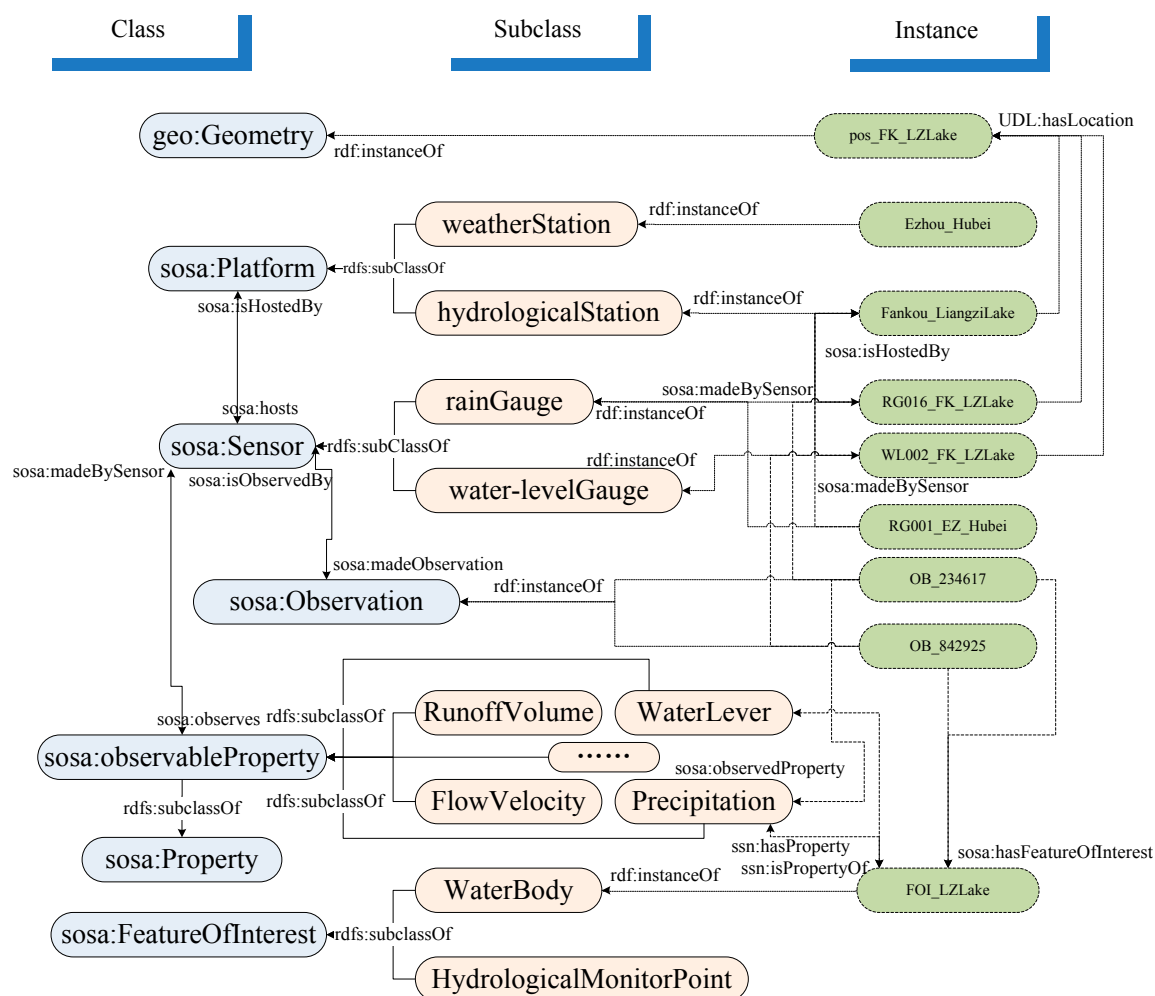 Class
Subclass
Instance
UDL:hasLocation
geo:Geometry
pos_FK_LZLake
rdf:instanceOf
weatherStation
rdf:instanceOf
Ezhou_Hubei
sosa:Platform
rdfs:subClassOf
sosa:isHostedBy
hydrologicalStation
rdf:instanceOf
Fankou_LiangziLake
sosa:isHostedBy
sosa:hosts
rainGauge
sosa:madeBySensor
rdf:instanceOf
RG016_FK_LZLake
sosa:Sensor
rdfs:subClassOf
sosa:madeBySensor
sosa:isObservedBy
rdf:instanceOf
WL002_FK_LZLake
water-levelGauge
sosa:madeBySensor
RG001_EZ_Hubei
sosa:madeObservation
sosa:Observation
rdf:instanceOf
OB_234617
OB_842925
sosa:observes
rdfs:subclassOf
RunoffVolume
WaterLever
sosa:observableProperty
......
sosa:observedProperty
rdfs:subclassOf
FlowVelocity
Precipitation
rdfs:subclassOf
sosa:Property
ssn:hasProperty
ssn:isPropertyOf
sosa:hasFeatureOfInterest
WaterBody
rdf:instanceOf
FOI_LZLake
sosa:FeatureOfInterest
rdfs:subclassOf
HydrologicalMonitorPoint